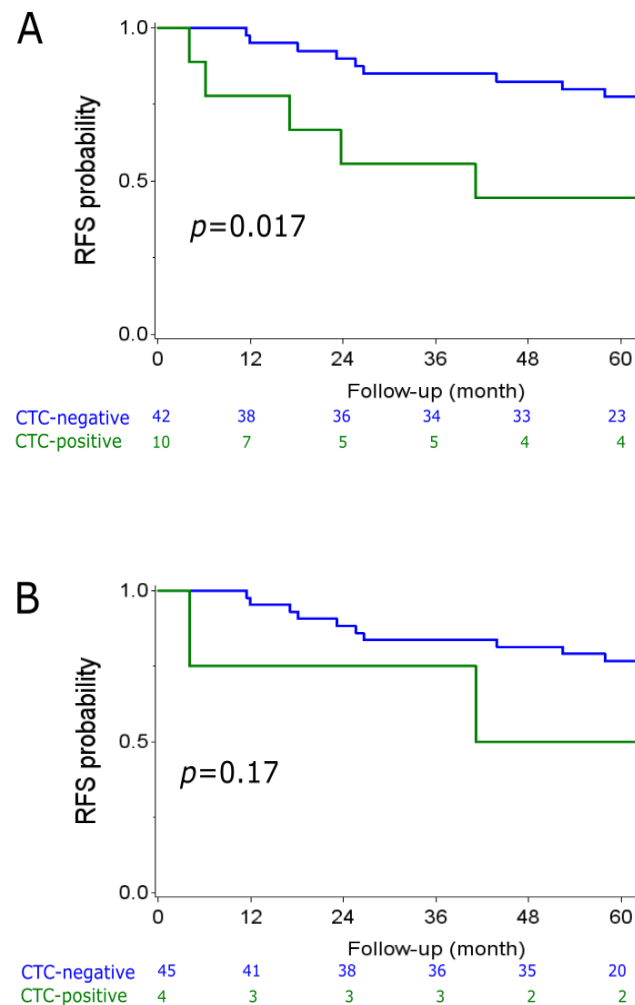 A
RFS probability
1.0
0.5
0.0
p=0.017
0 12 24 36 48 60
Follow-up (month)
CTC-negative 42 38 36 34 33 23
CTC-positive 10 7 5 5 4 4
B
RFS probability
1.0
0.5
0.0
p=0.17
0 12 24 36 48 60
Follow-up (month)
CTC-negative 45 41 38 36 35 20
CTC-positive 4 3 3 3 2 2